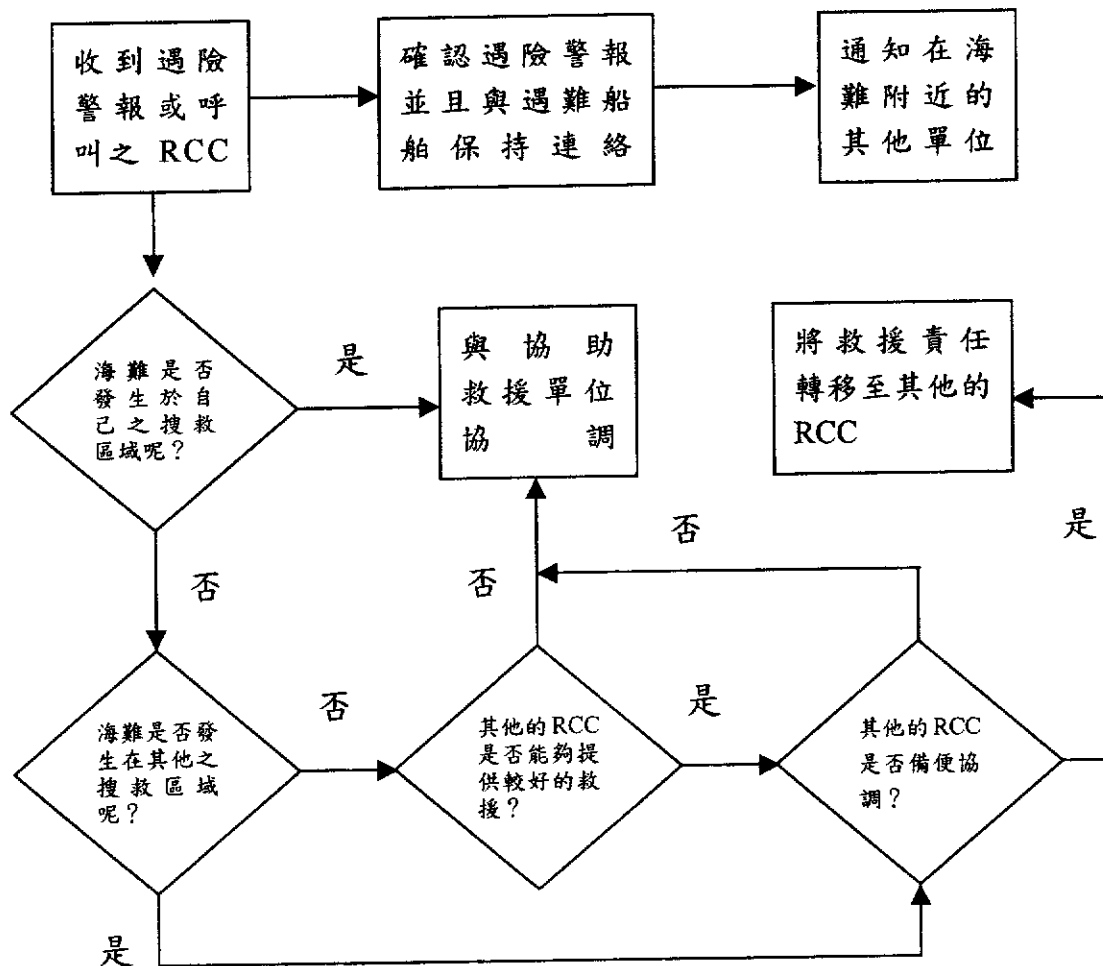 收到遇險
警報或呼
叫之 RCC
確認遇險警報
並且與遇難船
舶保持連絡
通知在海
難附近的
其他單位
海難是否
發生於自
己之搜救
區域呢？
是
與協助
救援單位
協調
將救援責任
轉移至其他的
RCC
否
否
否
是
海難是否發
生在其他之
搜救區域
呢？
否
其他的RCC
是否能夠提
供較好的救
援？
是
其他的RCC
是否備便協
調？
是